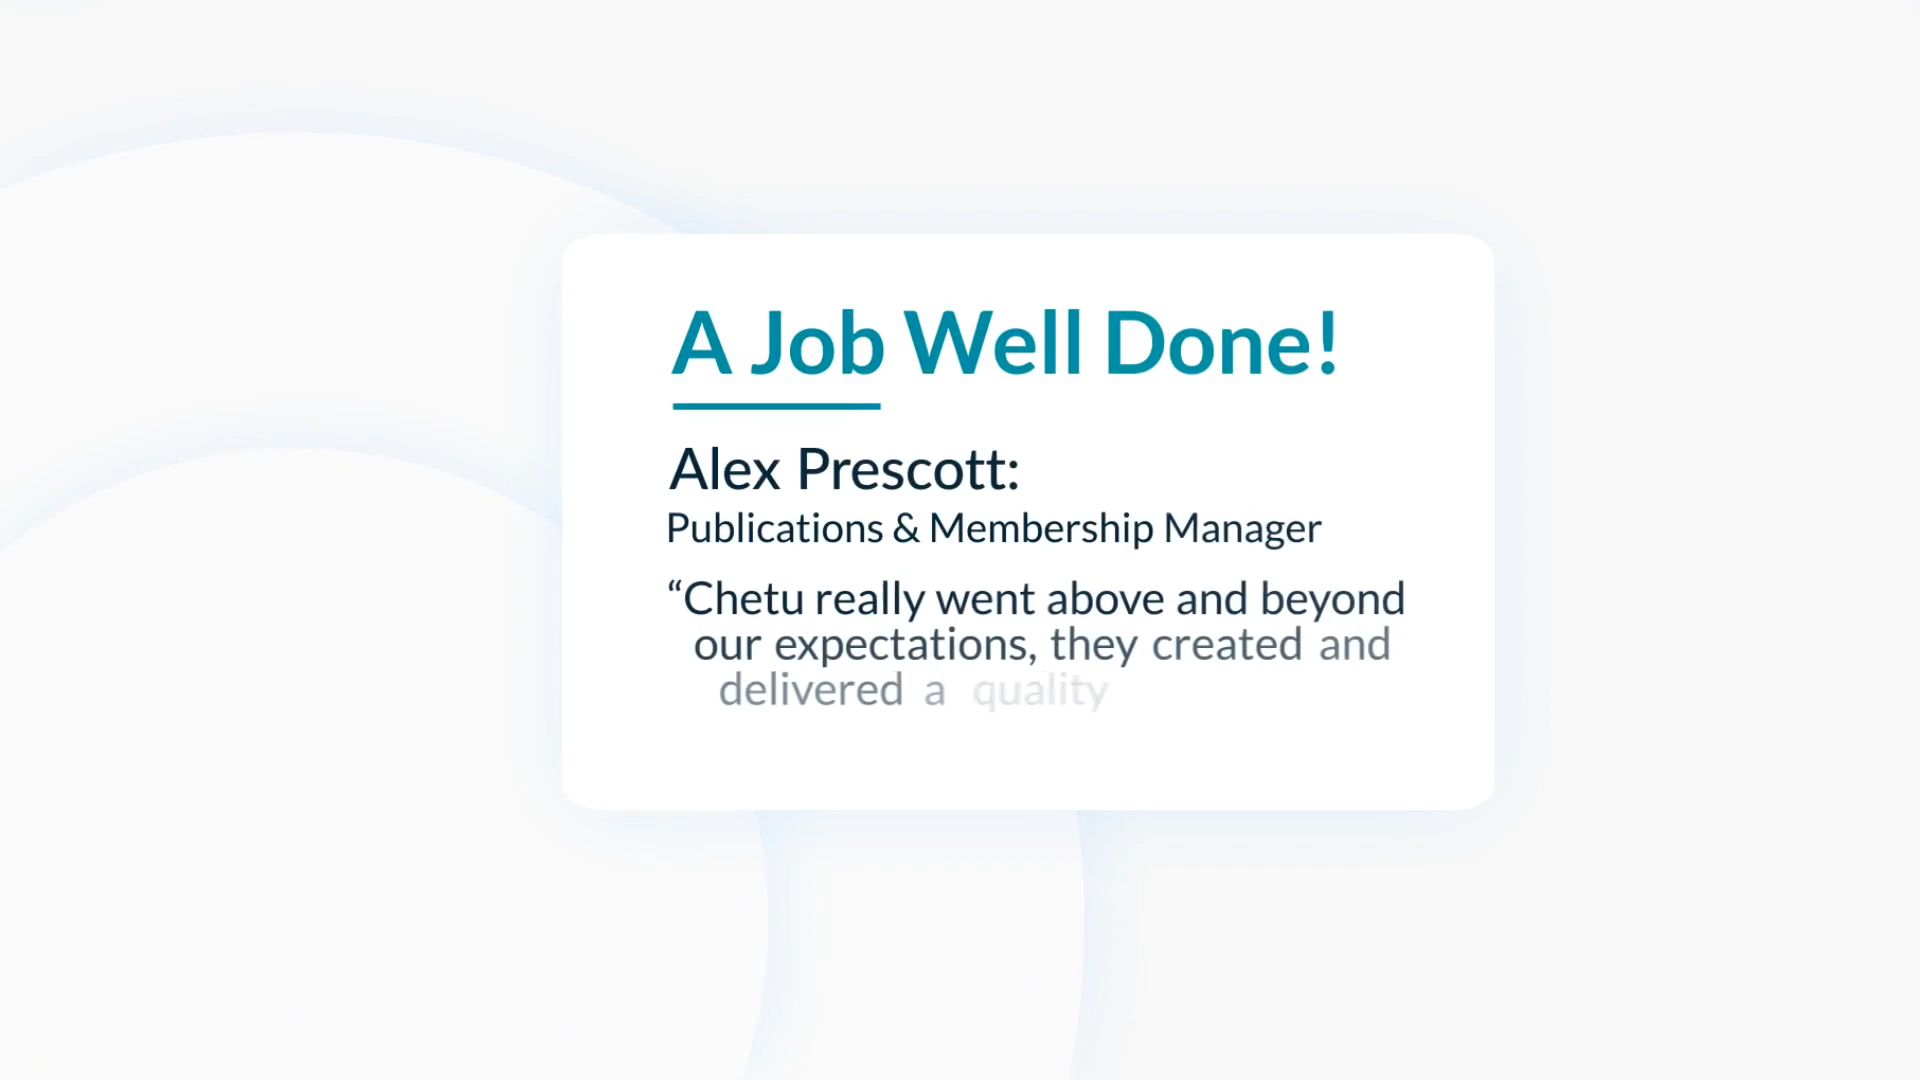 A Job Well Done!
Alex Prescott:
Publications & Membership Manager
“Chetu really went above and beyond
our expectations, they created and
delivered a quality